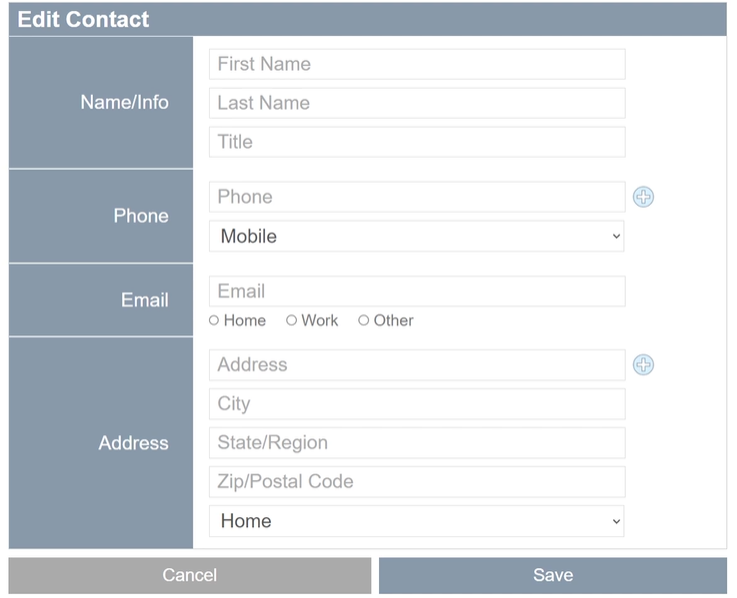 Edit Contact
Name/Info
First Name
Last Name
Title
Phone
Phone
Mobile
Email
Email
Home Work Other
Address
Address
City
State/Region
Zip/Postal Code
Home
Cancel Save